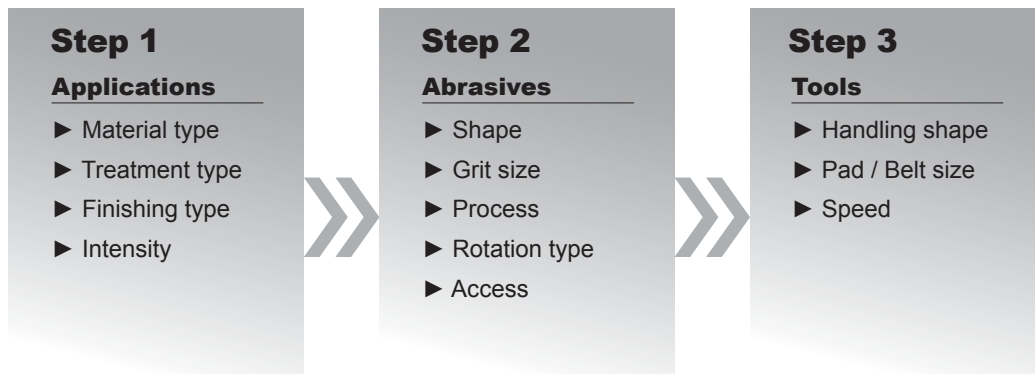 Step 1
Applications
► Material type
► Treatment type
► Finishing type
► Intensity
Step 2
Abrasives
► Shape
► Grit size
► Process
► Rotation type
► Access
Step 3
Tools
► Handling shape
► Pad / Belt size
► Speed